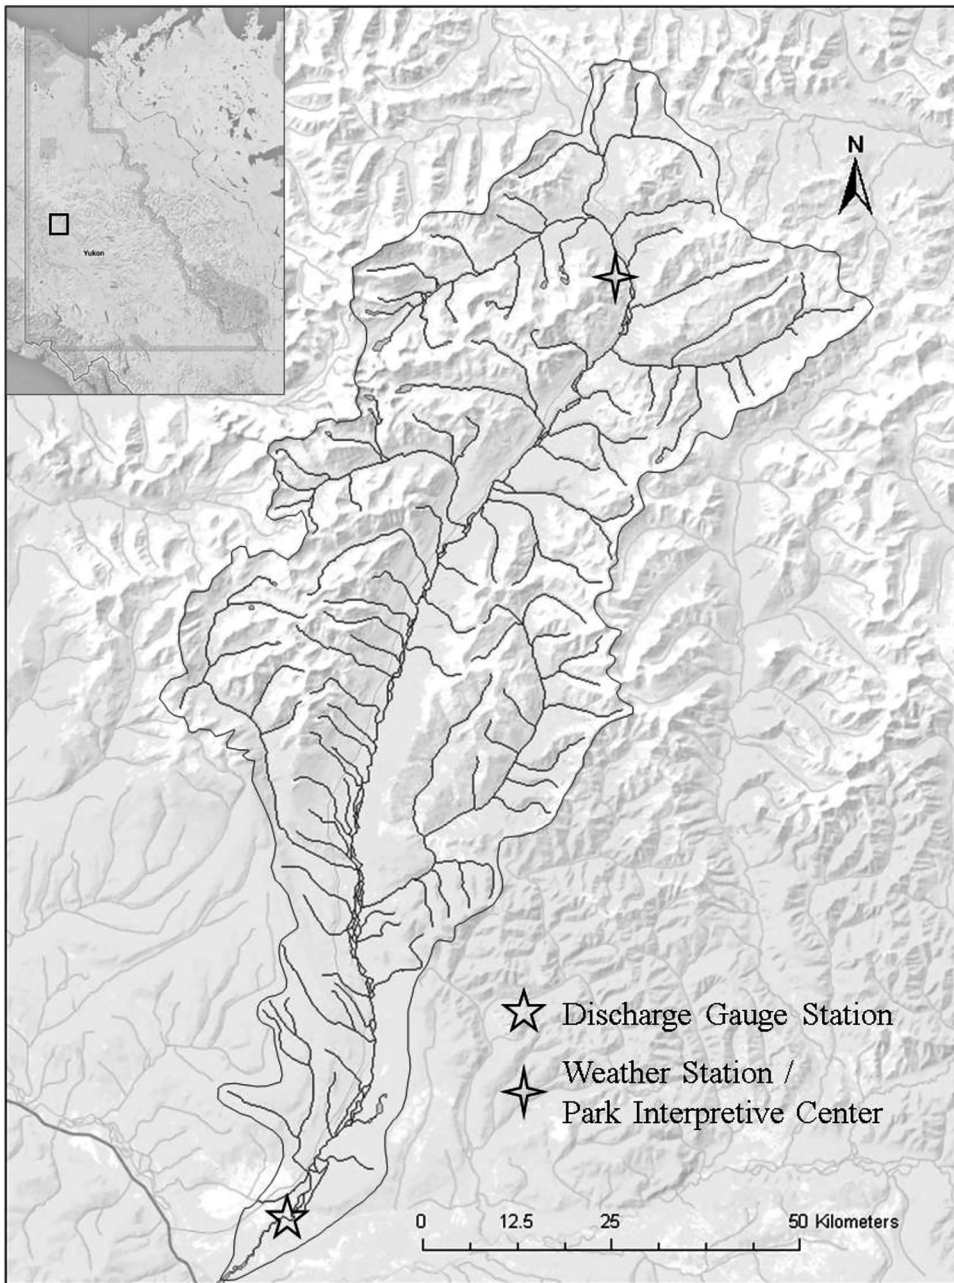 Yukon
N
Discharge Gauge Station
Weather Station /
Park Interpretive Center
0 12.5 25 50 Kilometers